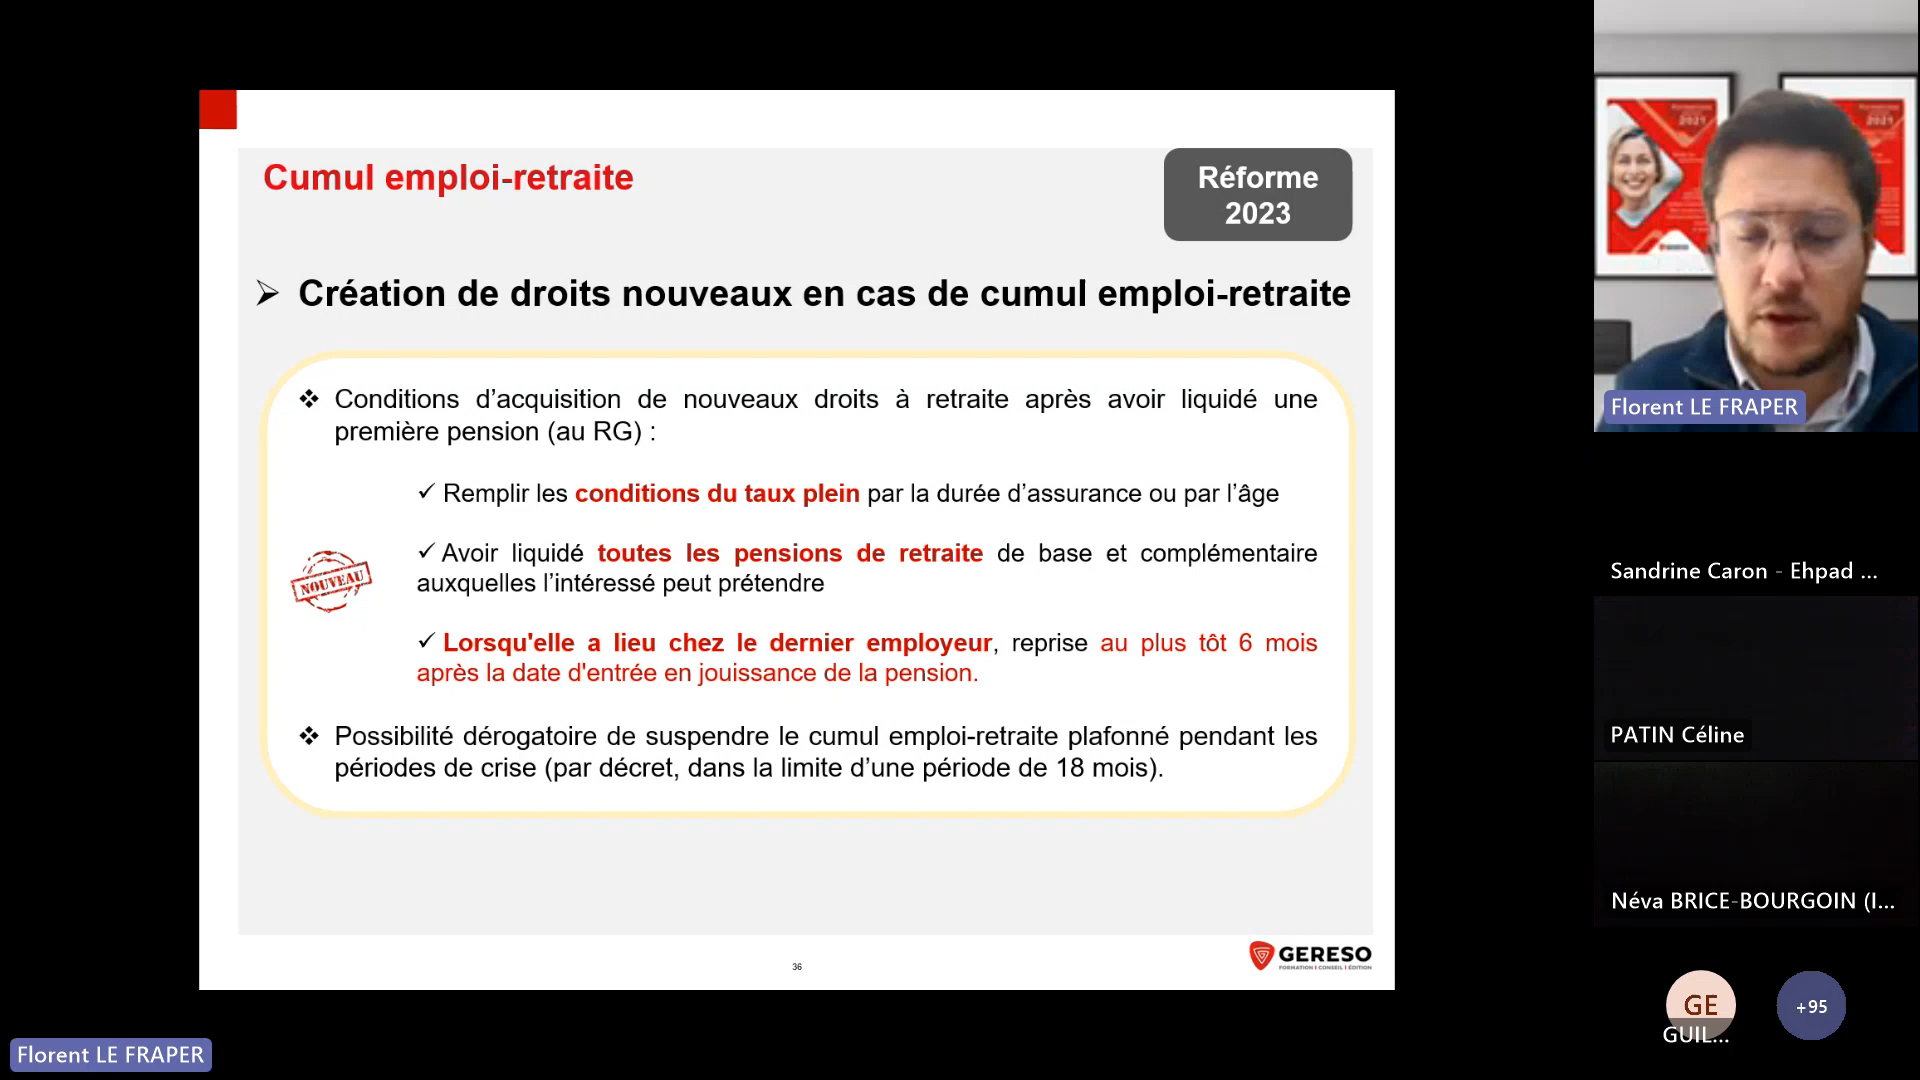 Cumul emploi-retraite
Réforme
2023
➢ Création de droits nouveaux en cas de cumul emploi-retraite
❖ Conditions d’acquisition de nouveaux droits à retraite après avoir liquidé une
première pension (au RG) :
✓ Remplir les conditions du taux plein par la durée d’assurance ou par l’âge
✓ Avoir liquidé toutes les pensions de retraite de base et complémentaire
auxquelles l’intéressé peut prétendre
NOUVEAU
✓ Lorsqu'elle a lieu chez le dernier employeur, reprise au plus tôt 6 mois
après la date d'entrée en jouissance de la pension.
❖ Possibilité dérogatoire de suspendre le cumul emploi-retraite plafonné pendant les
périodes de crise (par décret, dans la limite d’une période de 18 mois).
36
GERESO
FORMATION I CONSEIL I ÉDITION
2021
2021
GERESO
Florent LE FRAPER
Sandrine Caron - Ehpad ...
PATIN Céline
Néva BRICE-BOURGOIN (I...
GE
GUIL...
+95
Florent LE FRAPER